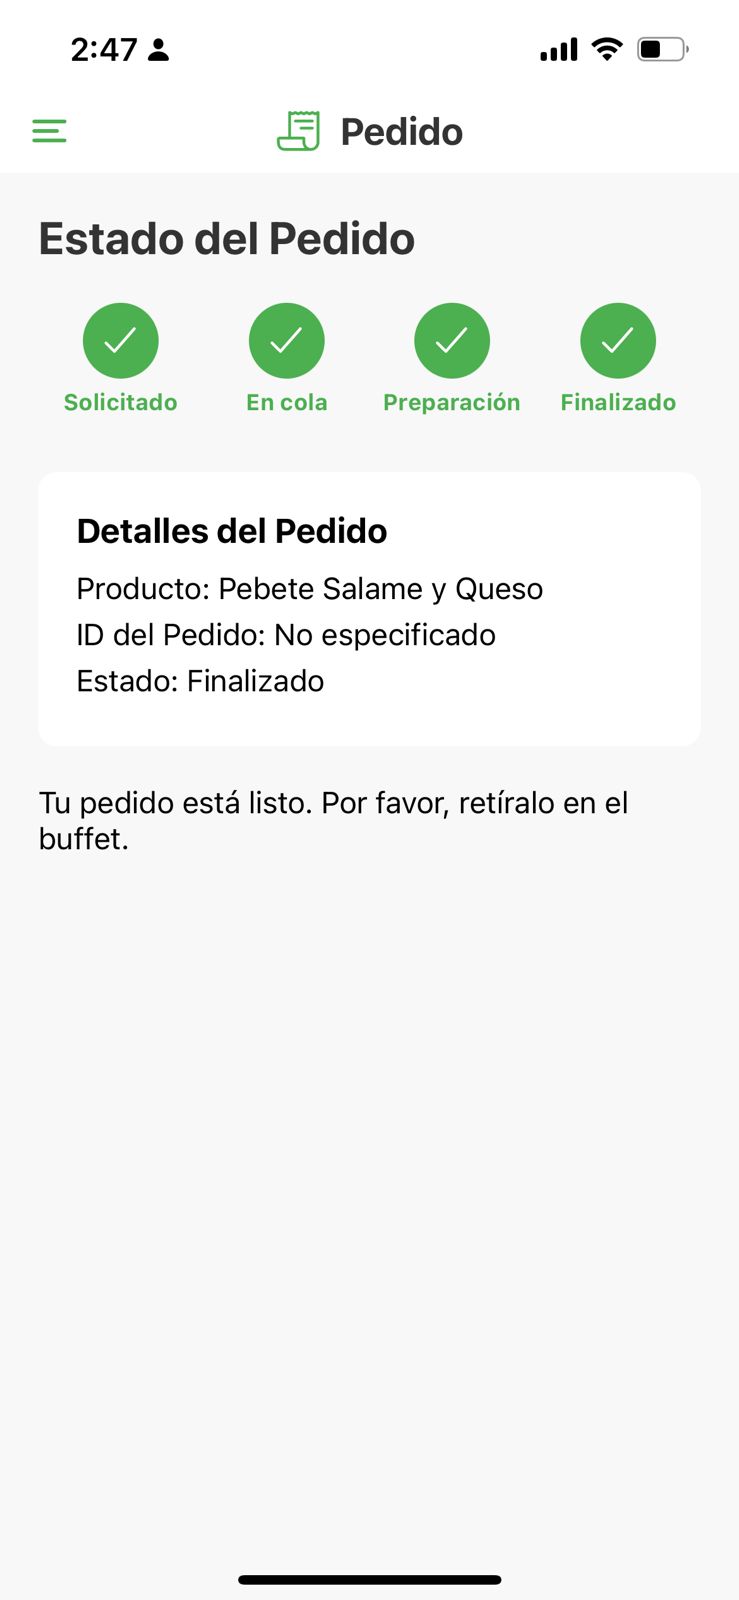 2:47
Pedido
Estado del Pedido
Solicitado En cola Preparación Finalizado
Detalles del Pedido
Producto: Pebete Salame y Queso
ID del Pedido: No especificado
Estado: Finalizado
Tu pedido está listo. Por favor, retíralo en el
buffet.